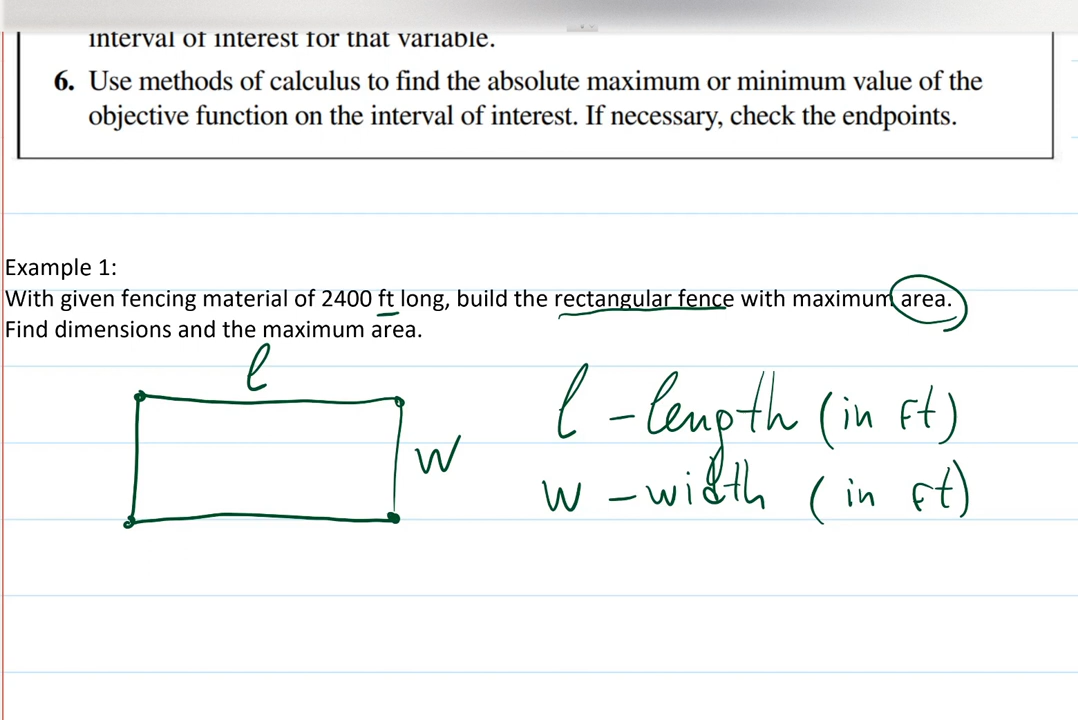 interval of interest for that variable.
6. Use methods of calculus to find the absolute maximum or minimum value of the
objective function on the interval of interest. If necessary, check the endpoints.
Example 1:
With given fencing material of 2400 ft long, build the rectangular fence with maximum area.
Find dimensions and the maximum area.
l
w
l - length (in ft)
w - width (in ft)